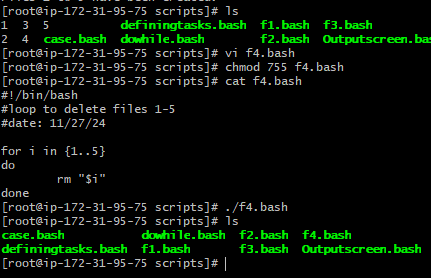 [root@ip-172-31-95-75 scripts]# ls
1  3  5          definingtasks.bash  f1.bash  f3.bash
2  4  case.bash  dowhile.bash        f2.bash  Outputscreen.ba
[root@ip-172-31-95-75 scripts]# vi f4.bash
[root@ip-172-31-95-75 scripts]# chmod 755 f4.bash
[root@ip-172-31-95-75 scripts]# cat f4.bash
#!/bin/bash
#loop to delete files 1-5
#date: 11/27/24
for i in {1..5}
do
        rm "$i"
done
[root@ip-172-31-95-75 scripts]# ./f4.bash
[root@ip-172-31-95-75 scripts]# ls
case.bash           dowhile.bash  f2.bash  f4.bash
definingtasks.bash  f1.bash       f3.bash  Outputscreen.bash
[root@ip-172-31-95-75 scripts]#